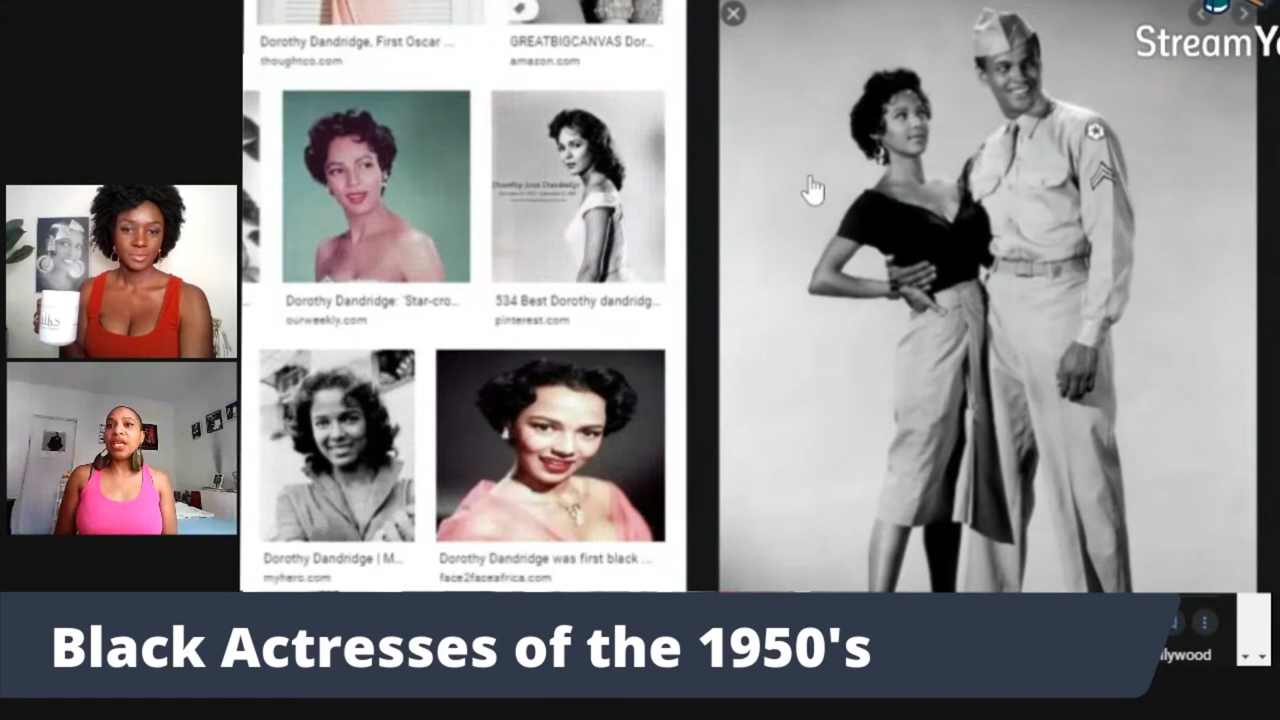 Dorothy Dandridge, First Oscar ...
thoughtco.com
GREATBIGCANVAS Dor...
amazon.com
Dorothy Dandridge: 'Star-cro...
ourweekly.com
534 Best Dorothy dandridg...
pinterest.com
Dorothy Dandridge | M...
myhero.com
Dorothy Dandridge was first black ...
face2faceafrica.com
StreamYa
Black Actresses of the 1950's
llywood